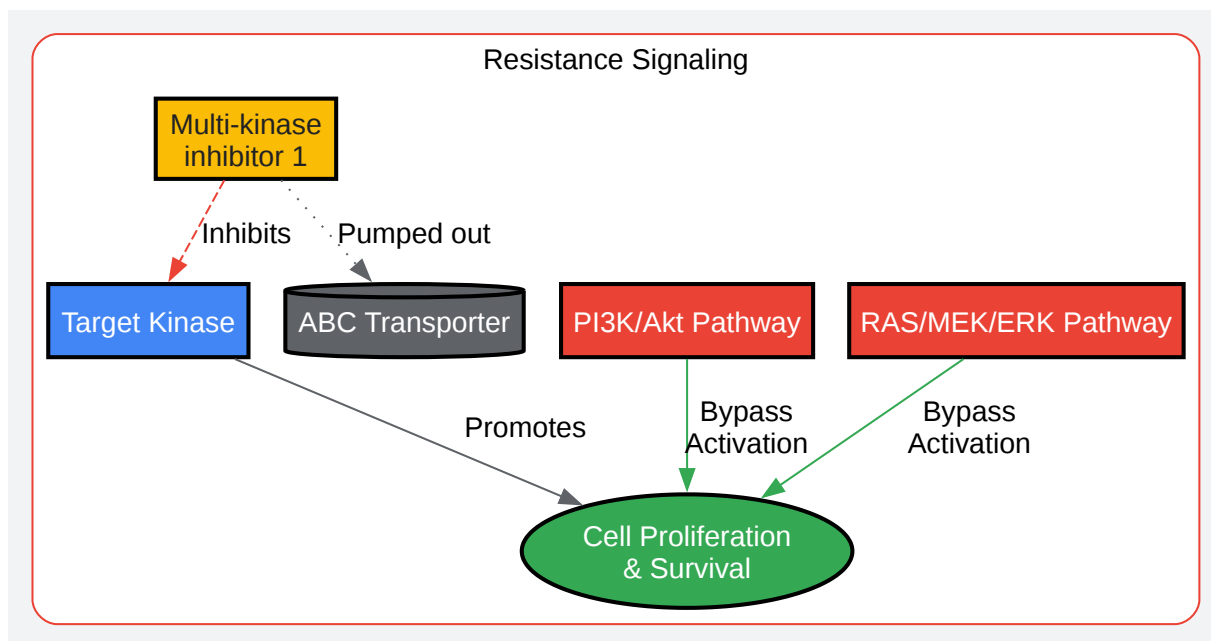 Resistance Signaling
Multi-kinase
inhibitor 1
Inhibits
Pumped out
Target Kinase
ABC Transporter
PI3K/Akt Pathway
RAS/MEK/ERK Pathway
Promotes
Bypass
Activation
Bypass
Activation
Cell Proliferation
& Survival